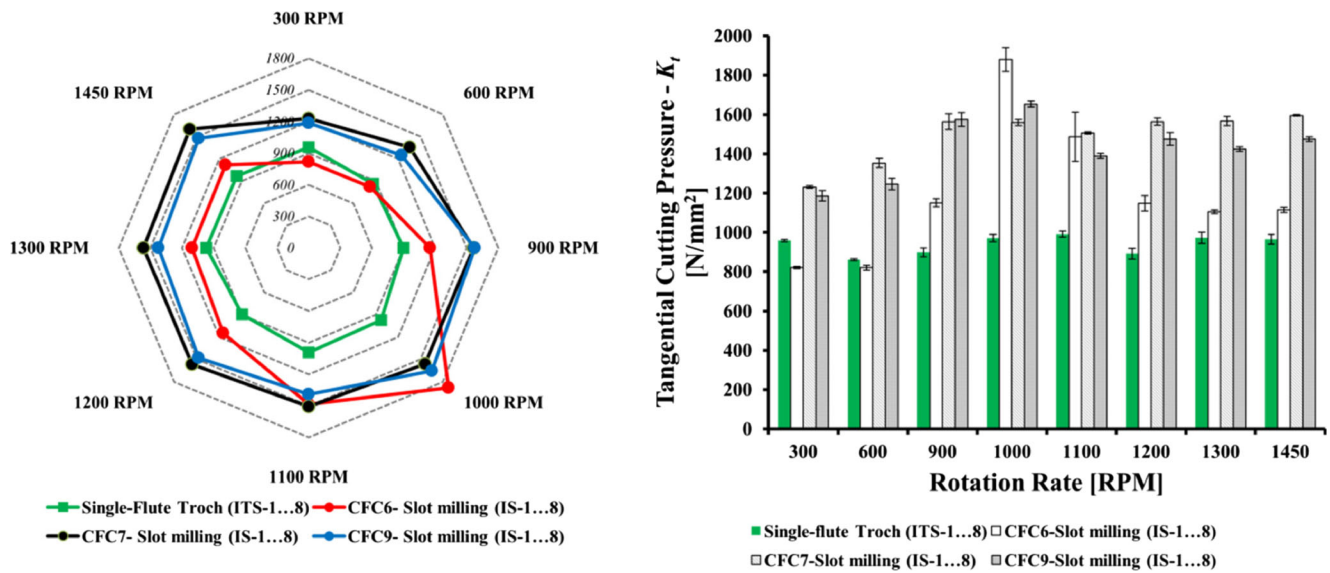 300 RPM
1800
1500
1200
900
600
300
0
600 RPM
900 RPM
1000 RPM
1100 RPM
1200 RPM
1300 RPM
1450 RPM
Single-Flute Troch (ITS-1…8)
CFC6- Slot milling (IS-1…8)
CFC7- Slot milling (IS-1…8)
CFC9- Slot milling (IS-1…8)
Tangential Cutting Pressure - Kt
[N/mm2]
2000
1800
1600
1400
1200
1000
800
600
400
200
0
300 600 900 1000 1100 1200 1300 1450
Rotation Rate [RPM]
Single-flute Troch (ITS-1…8)
CFC6-Slot milling (IS-1…8)
CFC7-Slot milling (IS-1…8)
CFC9-Slot milling (IS-1…8)